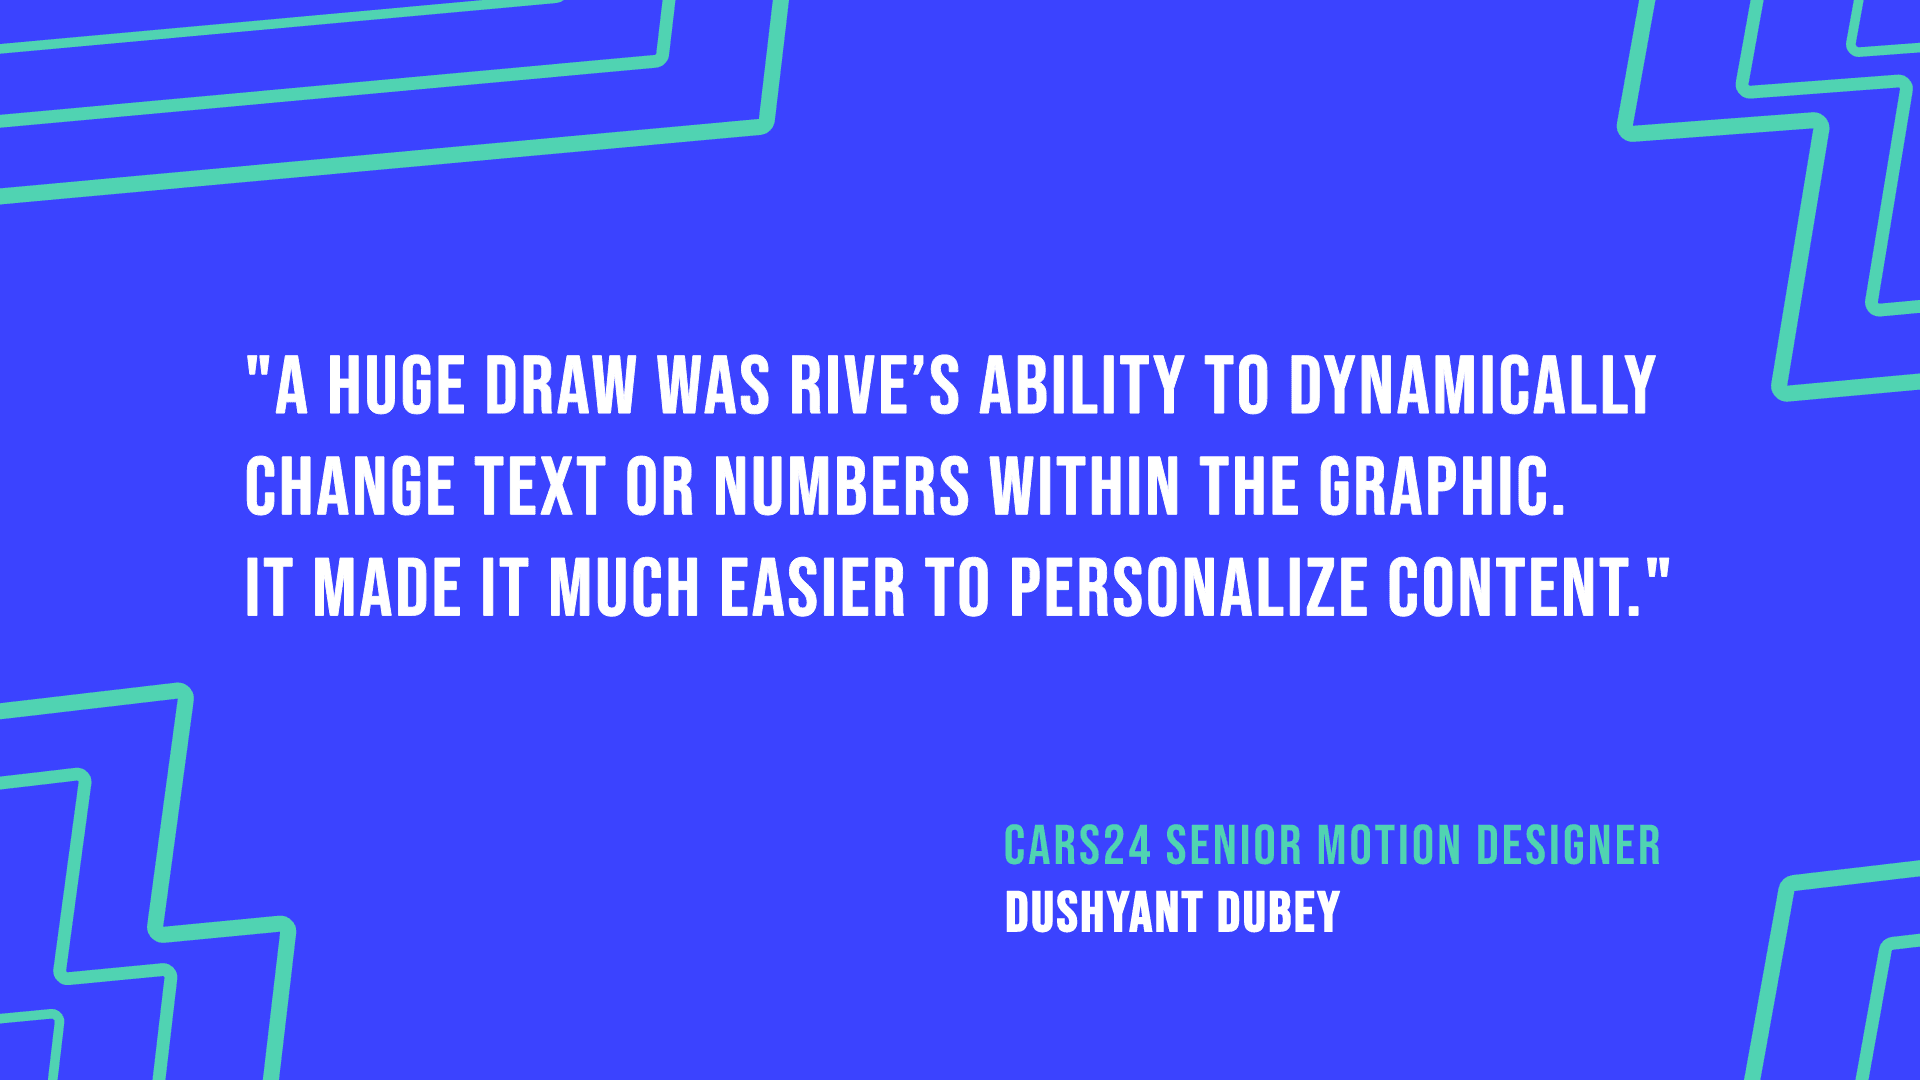 "A HUGE DRAW WAS RIVE’S ABILITY TO DYNAMICALLY
CHANGE TEXT OR NUMBERS WITHIN THE GRAPHIC.
IT MADE IT MUCH EASIER TO PERSONALIZE CONTENT."
CARS24 SENIOR MOTION DESIGNER
DUSHYANT DUBEY